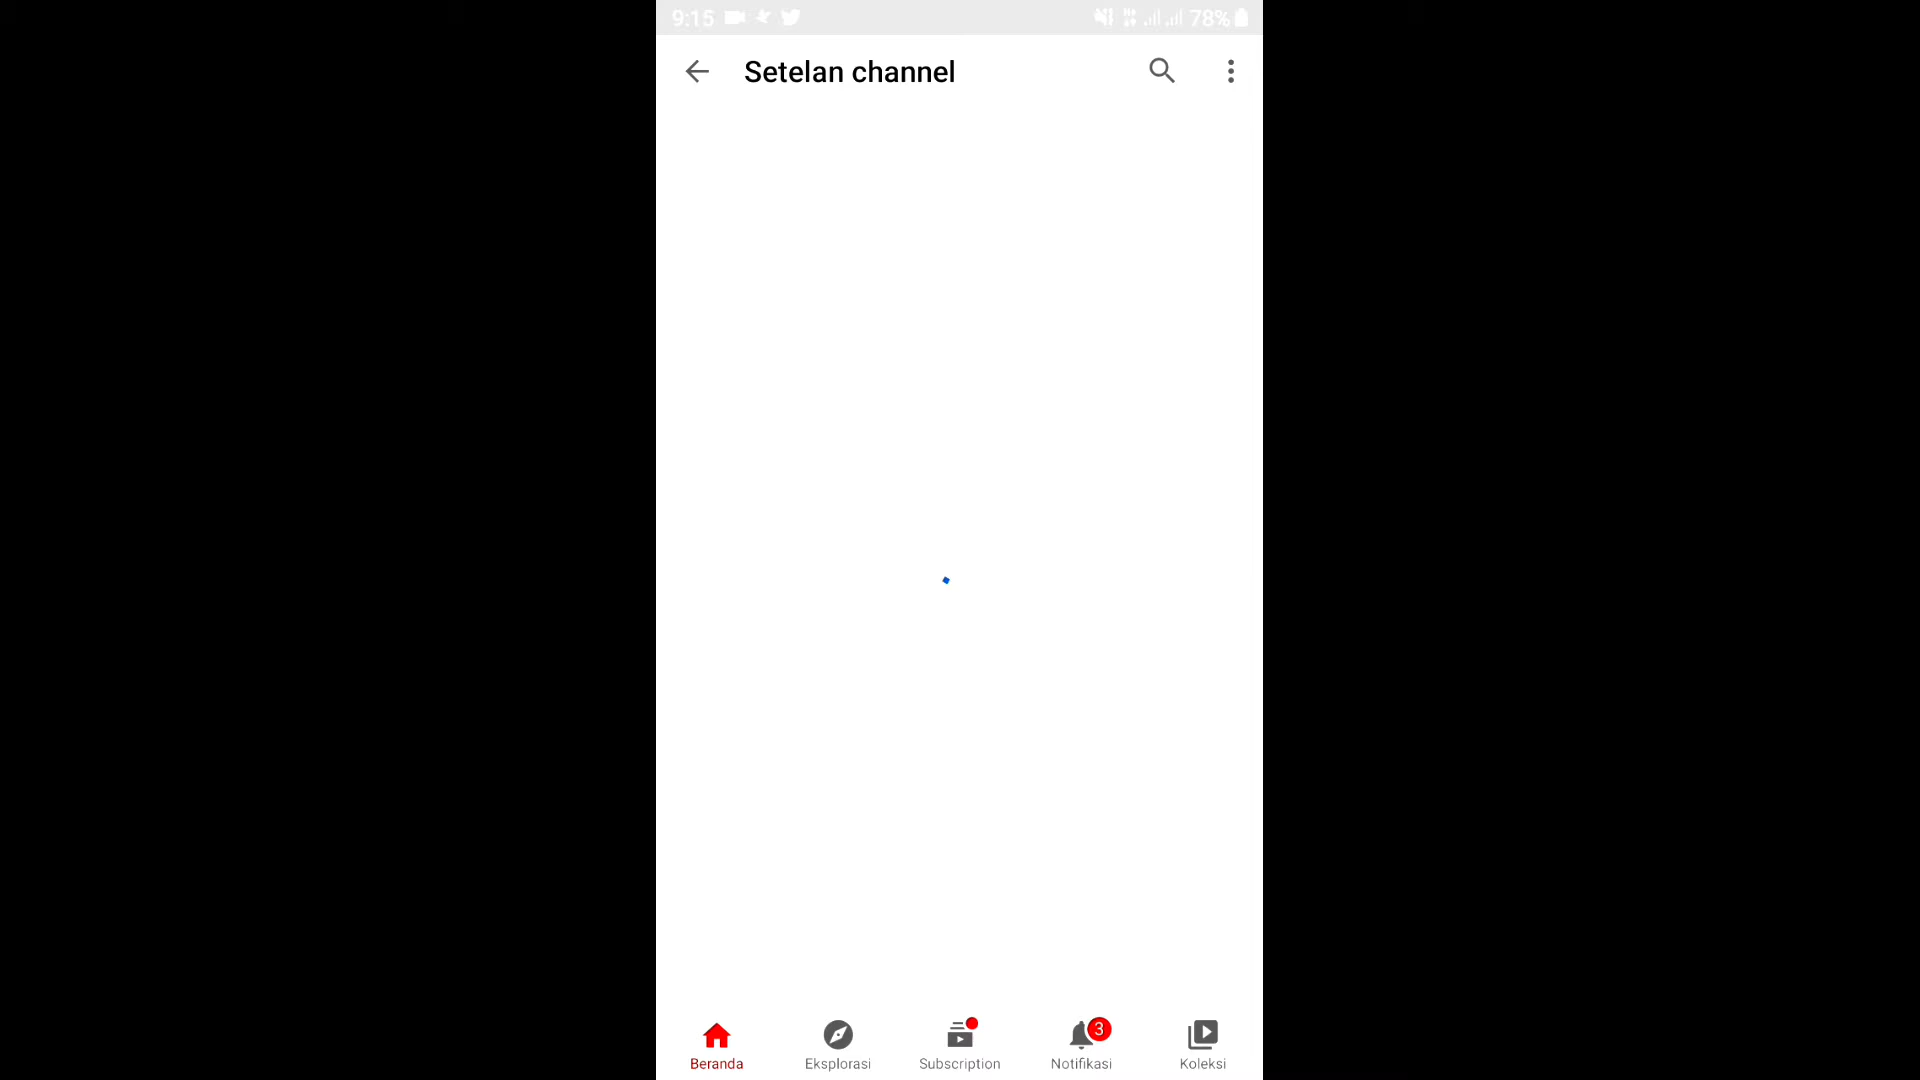 9:15 78%
Setelan channel
3
Beranda Eksplorasi Subscription Notifikasi Koleksi